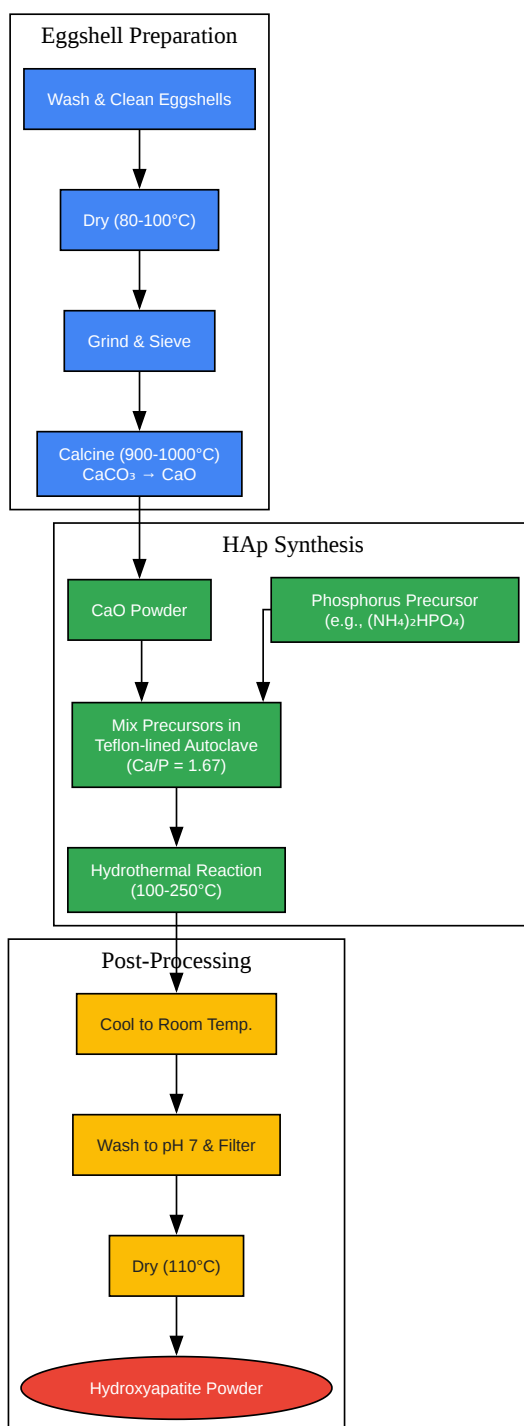 Eggshell Preparation
Wash & Clean Eggshells
Dry (80-100°C)
Grind & Sieve
Calcine (900-1000°C)
CaCO₃ → CaO
HAp Synthesis
CaO Powder
Phosphorus Precursor
(e.g., (NH₄)₂HPO₄)
Mix Precursors in
Teflon-lined Autoclave
(Ca/P = 1.67)
Hydrothermal Reaction
(100-250°C)
Post-Processing
Cool to Room Temp.
Wash to pH 7 & Filter
Dry (110°C)
Hydroxyapatite Powder